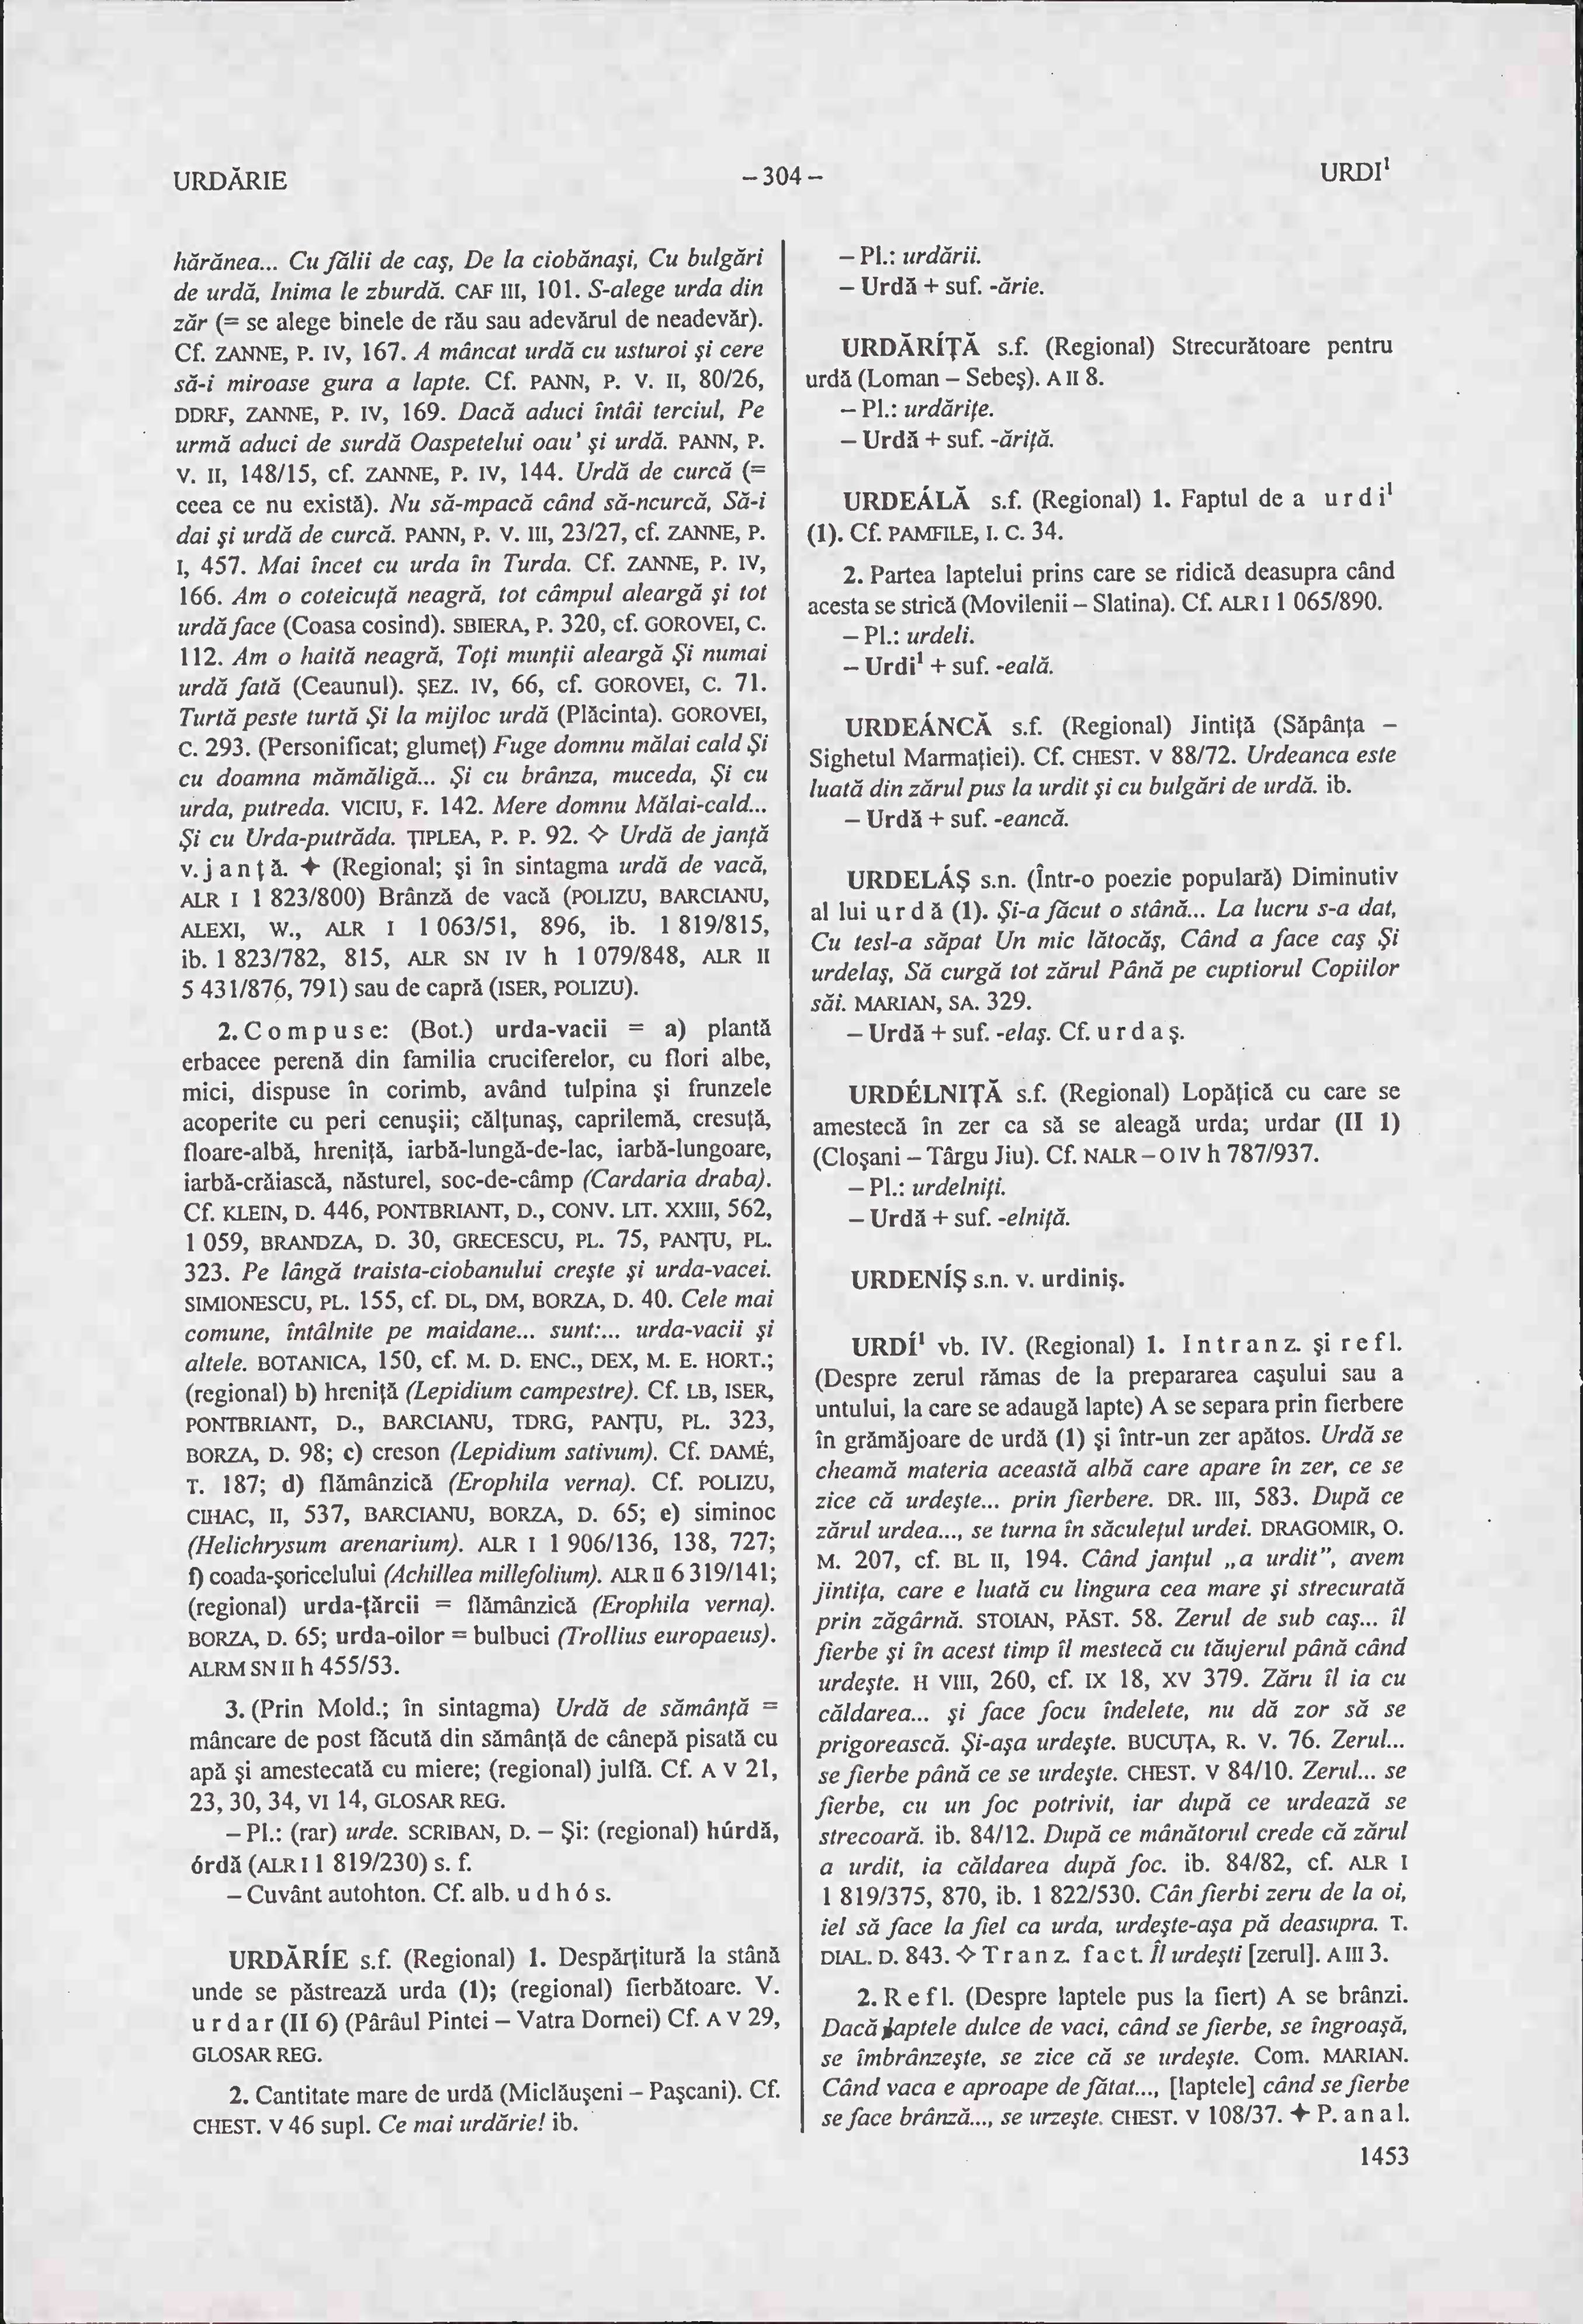 URDĂRIE
– 304 –
URDI¹
hărănea... Cu fălii de caş, De la ciobănaşi, Cu bulgări
de urdă, Inima le zburdă. CAF III, 101. S-alege urda din
zăr (= se alege binele de rău sau adevărul de neadevăr).
Cf. ZANNE, P. IV, 167. A mâncat urdă cu usturoi şi cere
să-i miroase gura a lapte. Cf. PANN, P. V. II, 80/26,
DDRF, ZANNE, P. IV, 169. Dacă aduci întâi terciul, Pe
urmă aduci de surdă Oaspetelui oau' şi urdă. PANN, P.
V. II, 148/15, cf. ZANNE, P. IV, 144. Urdă de curcă (=
ceea ce nu există). Nu să-mpacă când să-ncurcă, Să-i
dai şi urdă de curcă. PANN, P. V. III, 23/27, cf. ZANNE, P.
I, 457. Mai încet cu urda în Turda. Cf. ZANNE, P. IV,
166. Am o coteicuţă neagră, tot câmpul aleargă şi tot
urdă face (Coasa cosind). SBIERA, P. 320, cf. GOROVEI, C.
112. Am o haită neagră, Toţi munţii aleargă Şi numai
urdă fată (Ceaunul). ŞEZ. IV, 66, cf. GOROVEI, C. 71.
Turtă peste turtă Şi la mijloc urdă (Plăcinta). GOROVEI,
C. 293. (Personificat; glumeţ) Fuge domnu mălai cald Şi
cu doamna mămăligă... Şi cu brânza, muceda, Şi cu
urda, putreda. VICIU, F. 142. Mere domnu Mălai-cald...
Şi cu Urda-putrăda. ŢIPLEA, P. P. 92. ◇ Urdă de janţă
v. j a n ţ ă. ✦ (Regional; şi în sintagma urdă de vacă,
ALR I 1 823/800) Brânză de vacă (POLIZU, BARCIANU,
ALEXI, W., ALR I 1 063/51, 896, ib. 1 819/815,
ib. 1 823/782, 815, ALR SN IV h 1 079/848, ALR II
5 431/876, 791) sau de capră (ISER, POLIZU).
2. C o m p u s e: (Bot.) urda-vacii = a) plantă
erbacee perenă din familia cruciferelor, cu flori albe,
mici, dispuse în corimb, având tulpina şi frunzele
acoperite cu peri cenuşii; călţunaş, caprilemă, cresuţă,
floare-albă, hreniţă, iarbă-lungă-de-lac, iarbă-lungoare,
iarbă-crăiască, năsturel, soc-de-câmp (Cardaria draba).
Cf. KLEIN, D. 446, PONTBRIANT, D., CONV. LIT. XXIII, 562,
1 059, BRANDZA, D. 30, GRECESCU, PL. 75, PANŢU, PL.
323. Pe lângă traista-ciobanului creşte şi urda-vacei.
SIMIONESCU, PL. 155, cf. DL, DM, BORZA, D. 40. Cele mai
comune, întâlnite pe maidane... sunt:... urda-vacii şi
altele. BOTANICA, 150, cf. M. D. ENC., DEX, M. E. HORT.;
(regional) b) hreniţă (Lepidium campestre). Cf. LB, ISER,
PONTBRIANT, D., BARCIANU, TDRG, PANŢU, PL. 323,
BORZA, D. 98; c) creson (Lepidium sativum). Cf. DAMÉ,
T. 187; d) flămânzică (Erophila verna). Cf. POLIZU,
CIHAC, II, 537, BARCIANU, BORZA, D. 65; e) siminoc
(Helichrysum arenarium). ALR I 1 906/136, 138, 727;
f) coada-şoricelului (Achillea millefolium). ALR II 6 319/141;
(regional) urda-ţărcii = flămânzică (Erophila verna).
BORZA, D. 65; urda-oilor = bulbuci (Trollius europaeus).
ALRM SN II h 455/53.
3. (Prin Mold.; în sintagma) Urdă de sămânţă =
mâncare de post făcută din sămânţă de cânepă pisată cu
apă şi amestecată cu miere; (regional) julfă. Cf. A V 21,
23, 30, 34, VI 14, GLOSAR REG.
– Pl.: (rar) urde. SCRIBAN, D. – Şi: (regional) húrdă,
órdă (ALR I 1 819/230) s. f.
– Cuvânt autohton. Cf. alb. u d h ó s.
URDĂRÍE s.f. (Regional) 1. Despărţitură la stână
unde se păstrează urda (1); (regional) fierbătoare. V.
u r d a r (II 6) (Pârâul Pintei – Vatra Dornei) Cf. A V 29,
GLOSAR REG.
2. Cantitate mare de urdă (Miclăuşeni – Paşcani). Cf.
CHEST. V 46 supl. Ce mai urdărie! ib.
– Pl.: urdării.
– Urdă + suf. -ărie.
URDĂRÍŢĂ s.f. (Regional) Strecurătoare pentru
urdă (Loman – Sebeş). A II 8.
– Pl.: urdăriţe.
– Urdă + suf. -ăriţă.
URDEÁLĂ s.f. (Regional) 1. Faptul de a u r d i¹
(1). Cf. PAMFILE, I. C. 34.
2. Partea laptelui prins care se ridică deasupra când
acesta se strică (Movilenii – Slatina). Cf. ALR I 1 065/890.
– Pl.: urdeli.
– Urdi¹ + suf. -eală.
URDEÁNCĂ s.f. (Regional) Jintiţă (Săpânţa –
Sighetul Marmaţiei). Cf. CHEST. V 88/72. Urdeanca este
luată din zărul pus la urdit şi cu bulgări de urdă. ib.
– Urdă + suf. -eancă.
URDELÁŞ s.n. (Într-o poezie populară) Diminutiv
al lui u r d ă (1). Şi-a făcut o stână... La lucru s-a dat,
Cu tesl-a săpat Un mic lătocăş, Când a face caş Şi
urdelaş, Să curgă tot zărul Până pe cuptiorul Copiilor
săi. MARIAN, SA. 329.
– Urdă + suf. -elaş. Cf. u r d a ş.
URDÉLNIŢĂ s.f. (Regional) Lopăţică cu care se
amestecă în zer ca să se aleagă urda; urdar (II 1)
(Cloşani – Târgu Jiu). Cf. NALR – O IV h 787/937.
– Pl.: urdelniţi.
– Urdă + suf. -elniţă.
URDENÍŞ s.n. v. urdiniş.
URDÍ¹ vb. IV. (Regional) 1. I n t r a n z. şi r e f l.
(Despre zerul rămas de la prepararea caşului sau a
untului, la care se adaugă lapte) A se separa prin fierbere
în grămăjoare de urdă (1) şi într-un zer apătos. Urdă se
cheamă materia această albă care apare în zer, ce se
zice că urdeşte... prin fierbere. DR. III, 583. După ce
zărul urdea..., se turna în săculeţul urdei. DRAGOMIR, O.
M. 207, cf. BL II, 194. Când janţul „a urdit”, avem
jintiţa, care e luată cu lingura cea mare şi strecurată
prin zăgârnă. STOIAN, PĂST. 58. Zerul de sub caş... îl
fierbe şi în acest timp îl mestecă cu tăujerul până când
urdeşte. H VIII, 260, cf. IX 18, XV 379. Zăru îl ia cu
căldarea... şi face focu îndelete, nu dă zor să se
prigorească. Şi-aşa urdeşte. BUCUŢA, R. V. 76. Zerul...
se fierbe până ce se urdeşte. CHEST. V 84/10. Zerul... se
fierbe, cu un foc potrivit, iar după ce urdează se
strecoară. ib. 84/12. După ce mânătorul crede că zărul
a urdit, ia căldarea după foc. ib. 84/82, cf. ALR I
1 819/375, 870, ib. 1 822/530. Cân fierbi zeru de la oi,
iel să face la fiel ca urda, urdeşte-aşa pă deasupra. T.
DIAL. D. 843. ◇ T r a n z. f a c t. Îl urdeşti [zerul]. A III 3.
2. R e f l. (Despre laptele pus la fiert) A se brânzi.
Dacă laptele dulce de vaci, când se fierbe, se îngroaşă,
se îmbrânzeşte, se zice că se urdeşte. Com. MARIAN.
Când vaca e aproape de fătat..., [laptele] când se fierbe
se face brânză..., se urzeşte. CHEST. V 108/37. ✦ P. a n a l.
1453